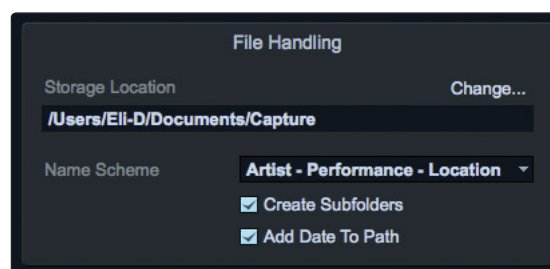 File Handling
Storage Location Change...
/Users/Eli-D/Documents/Capture
Name Scheme Artist - Performance - Location
Create Subfolders
Add Date To Path